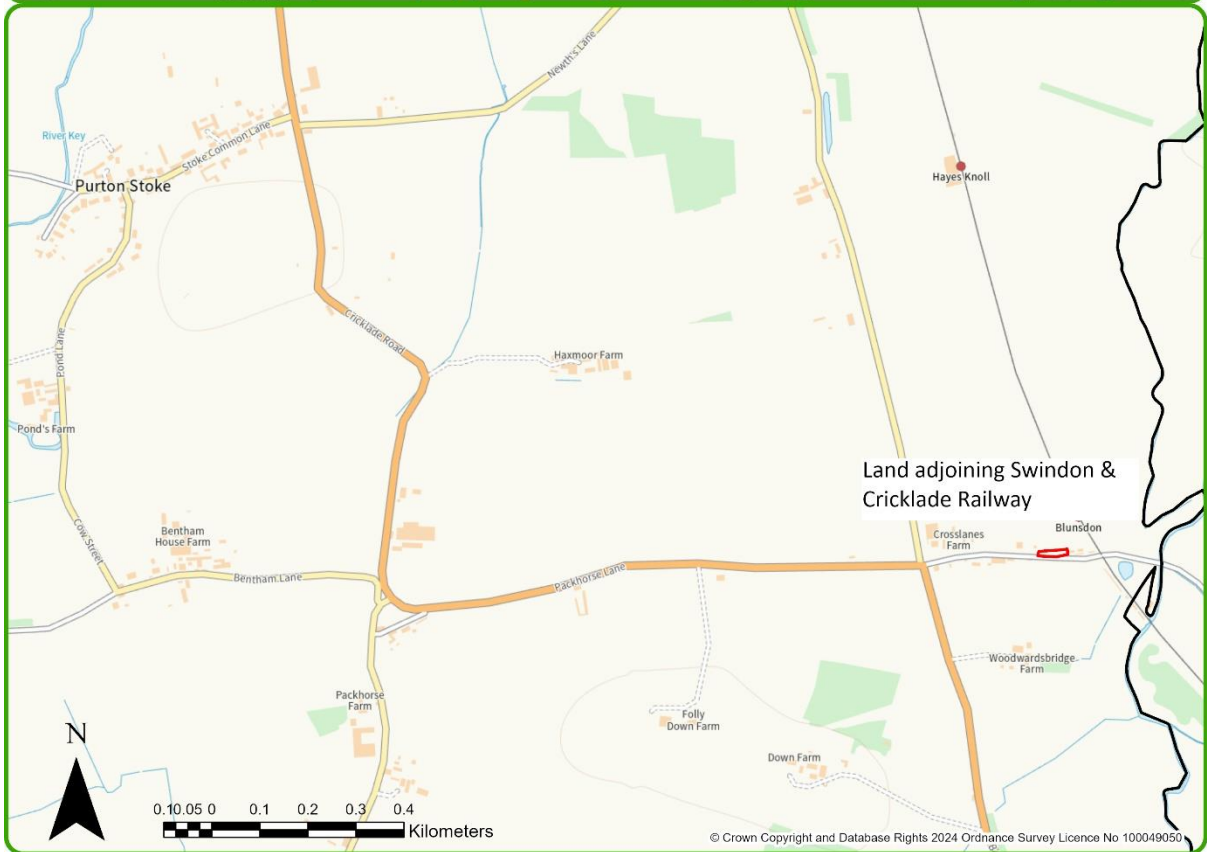 Newth's Lane
River Key
Stoke Common Lane
Purton Stoke
Hayes Knoll
Cricklade Road
Pond Lane
Haxmoor Farm
Pond's Farm
Land adjoining Swindon &
Cricklade Railway
Blunsdon
Crosslanes
Farm
Bentham
House Farm
Cow Street
Bentham Lane
Packhorse Lane
Woodwardsbridge
Farm
Packhorse
Farm
Folly
Down Farm
Down Farm
N
0.10.05 0 0.1 0.2 0.3 0.4
Kilometers
© Crown Copyright and Database Rights 2024 Ordnance Survey Licence No 100049050